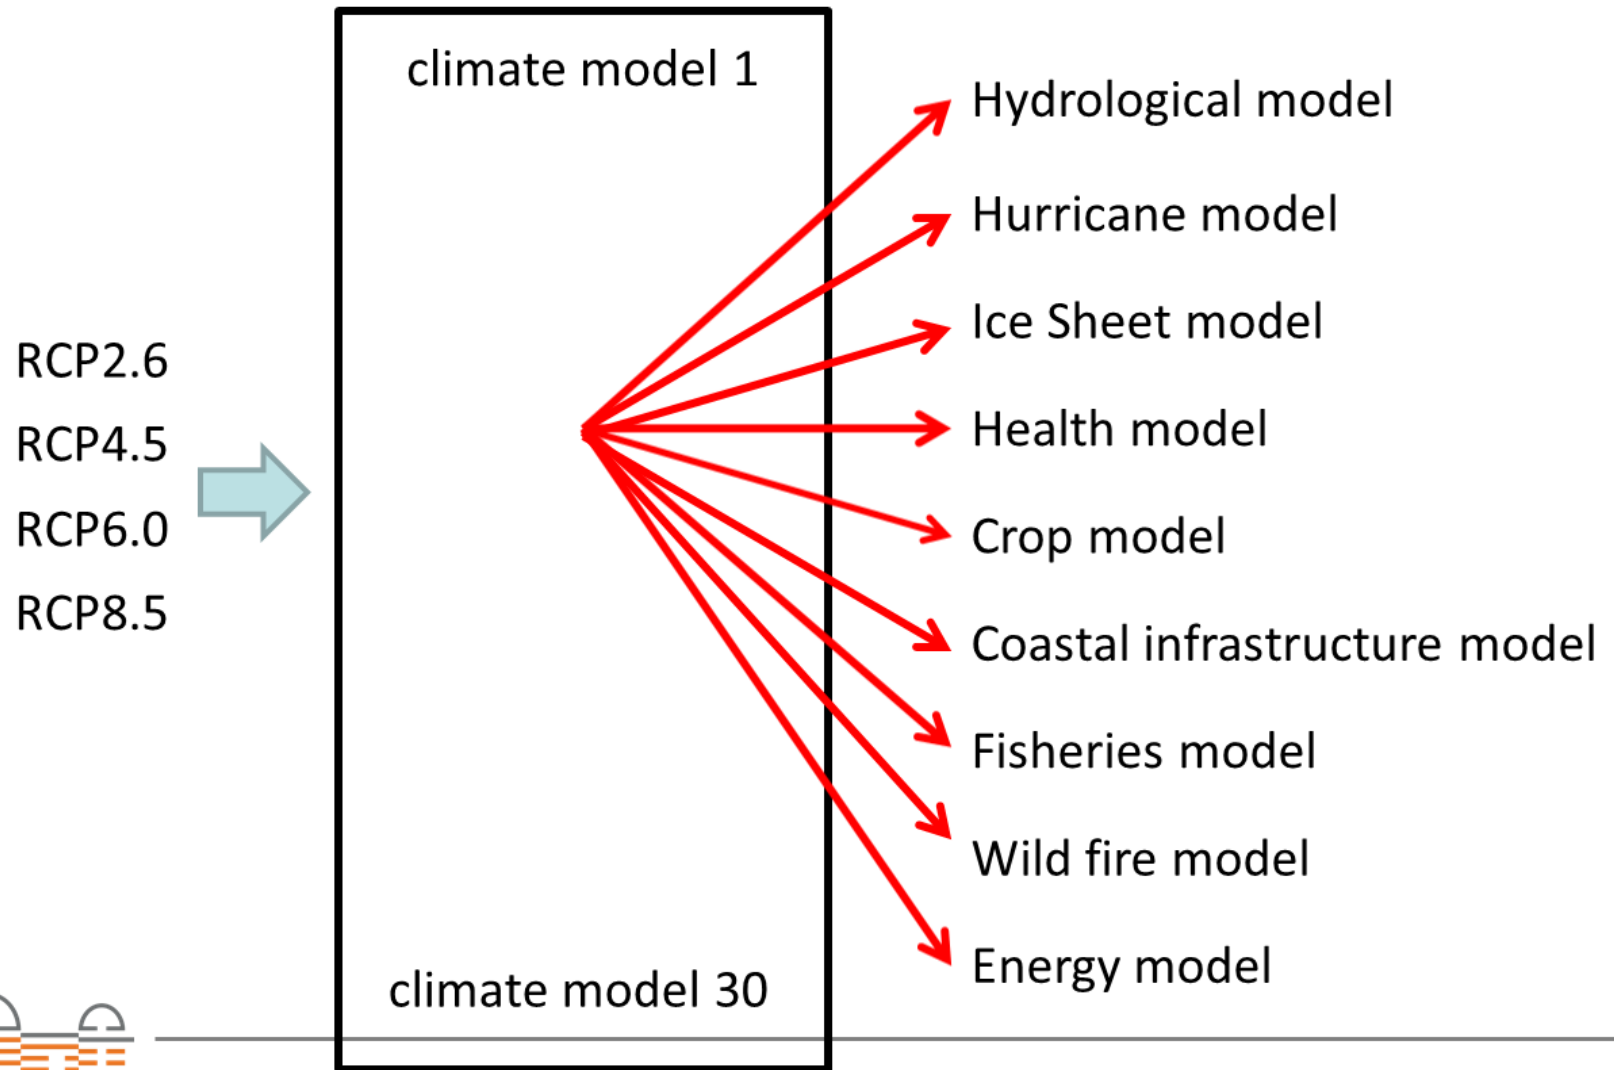 RCP2.6
RCP4.5
RCP6.0
RCP8.5
climate model 1
climate model 30
Hydrological model
Hurricane model
Ice Sheet model
Health model
Crop model
Coastal infrastructure model
Fisheries model
Wild fire model
Energy model